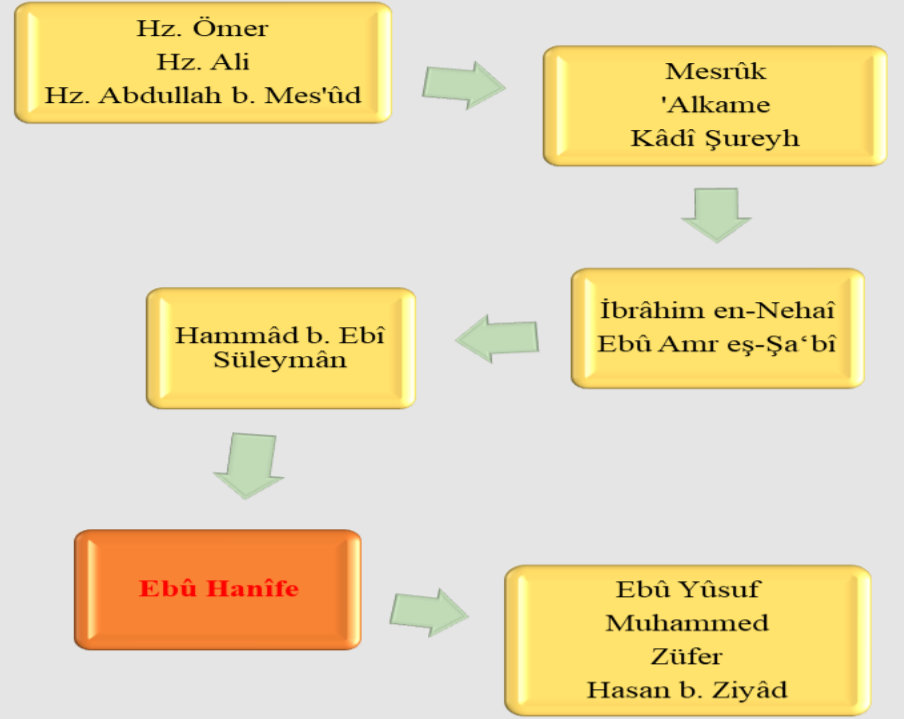 Hz. Ömer
Hz. Ali
Hz. Abdullah b. Mes'ûd
Mesrûk
'Alkame
Kâdî Şureyh
İbrâhim en-Nehaî
Ebû Amr eş-Şa‘bî
Hammâd b. Ebî
Süleymân
Ebû Hanîfe
Ebû Yûsuf
Muhammed
Züfer
Hasan b. Ziyâd